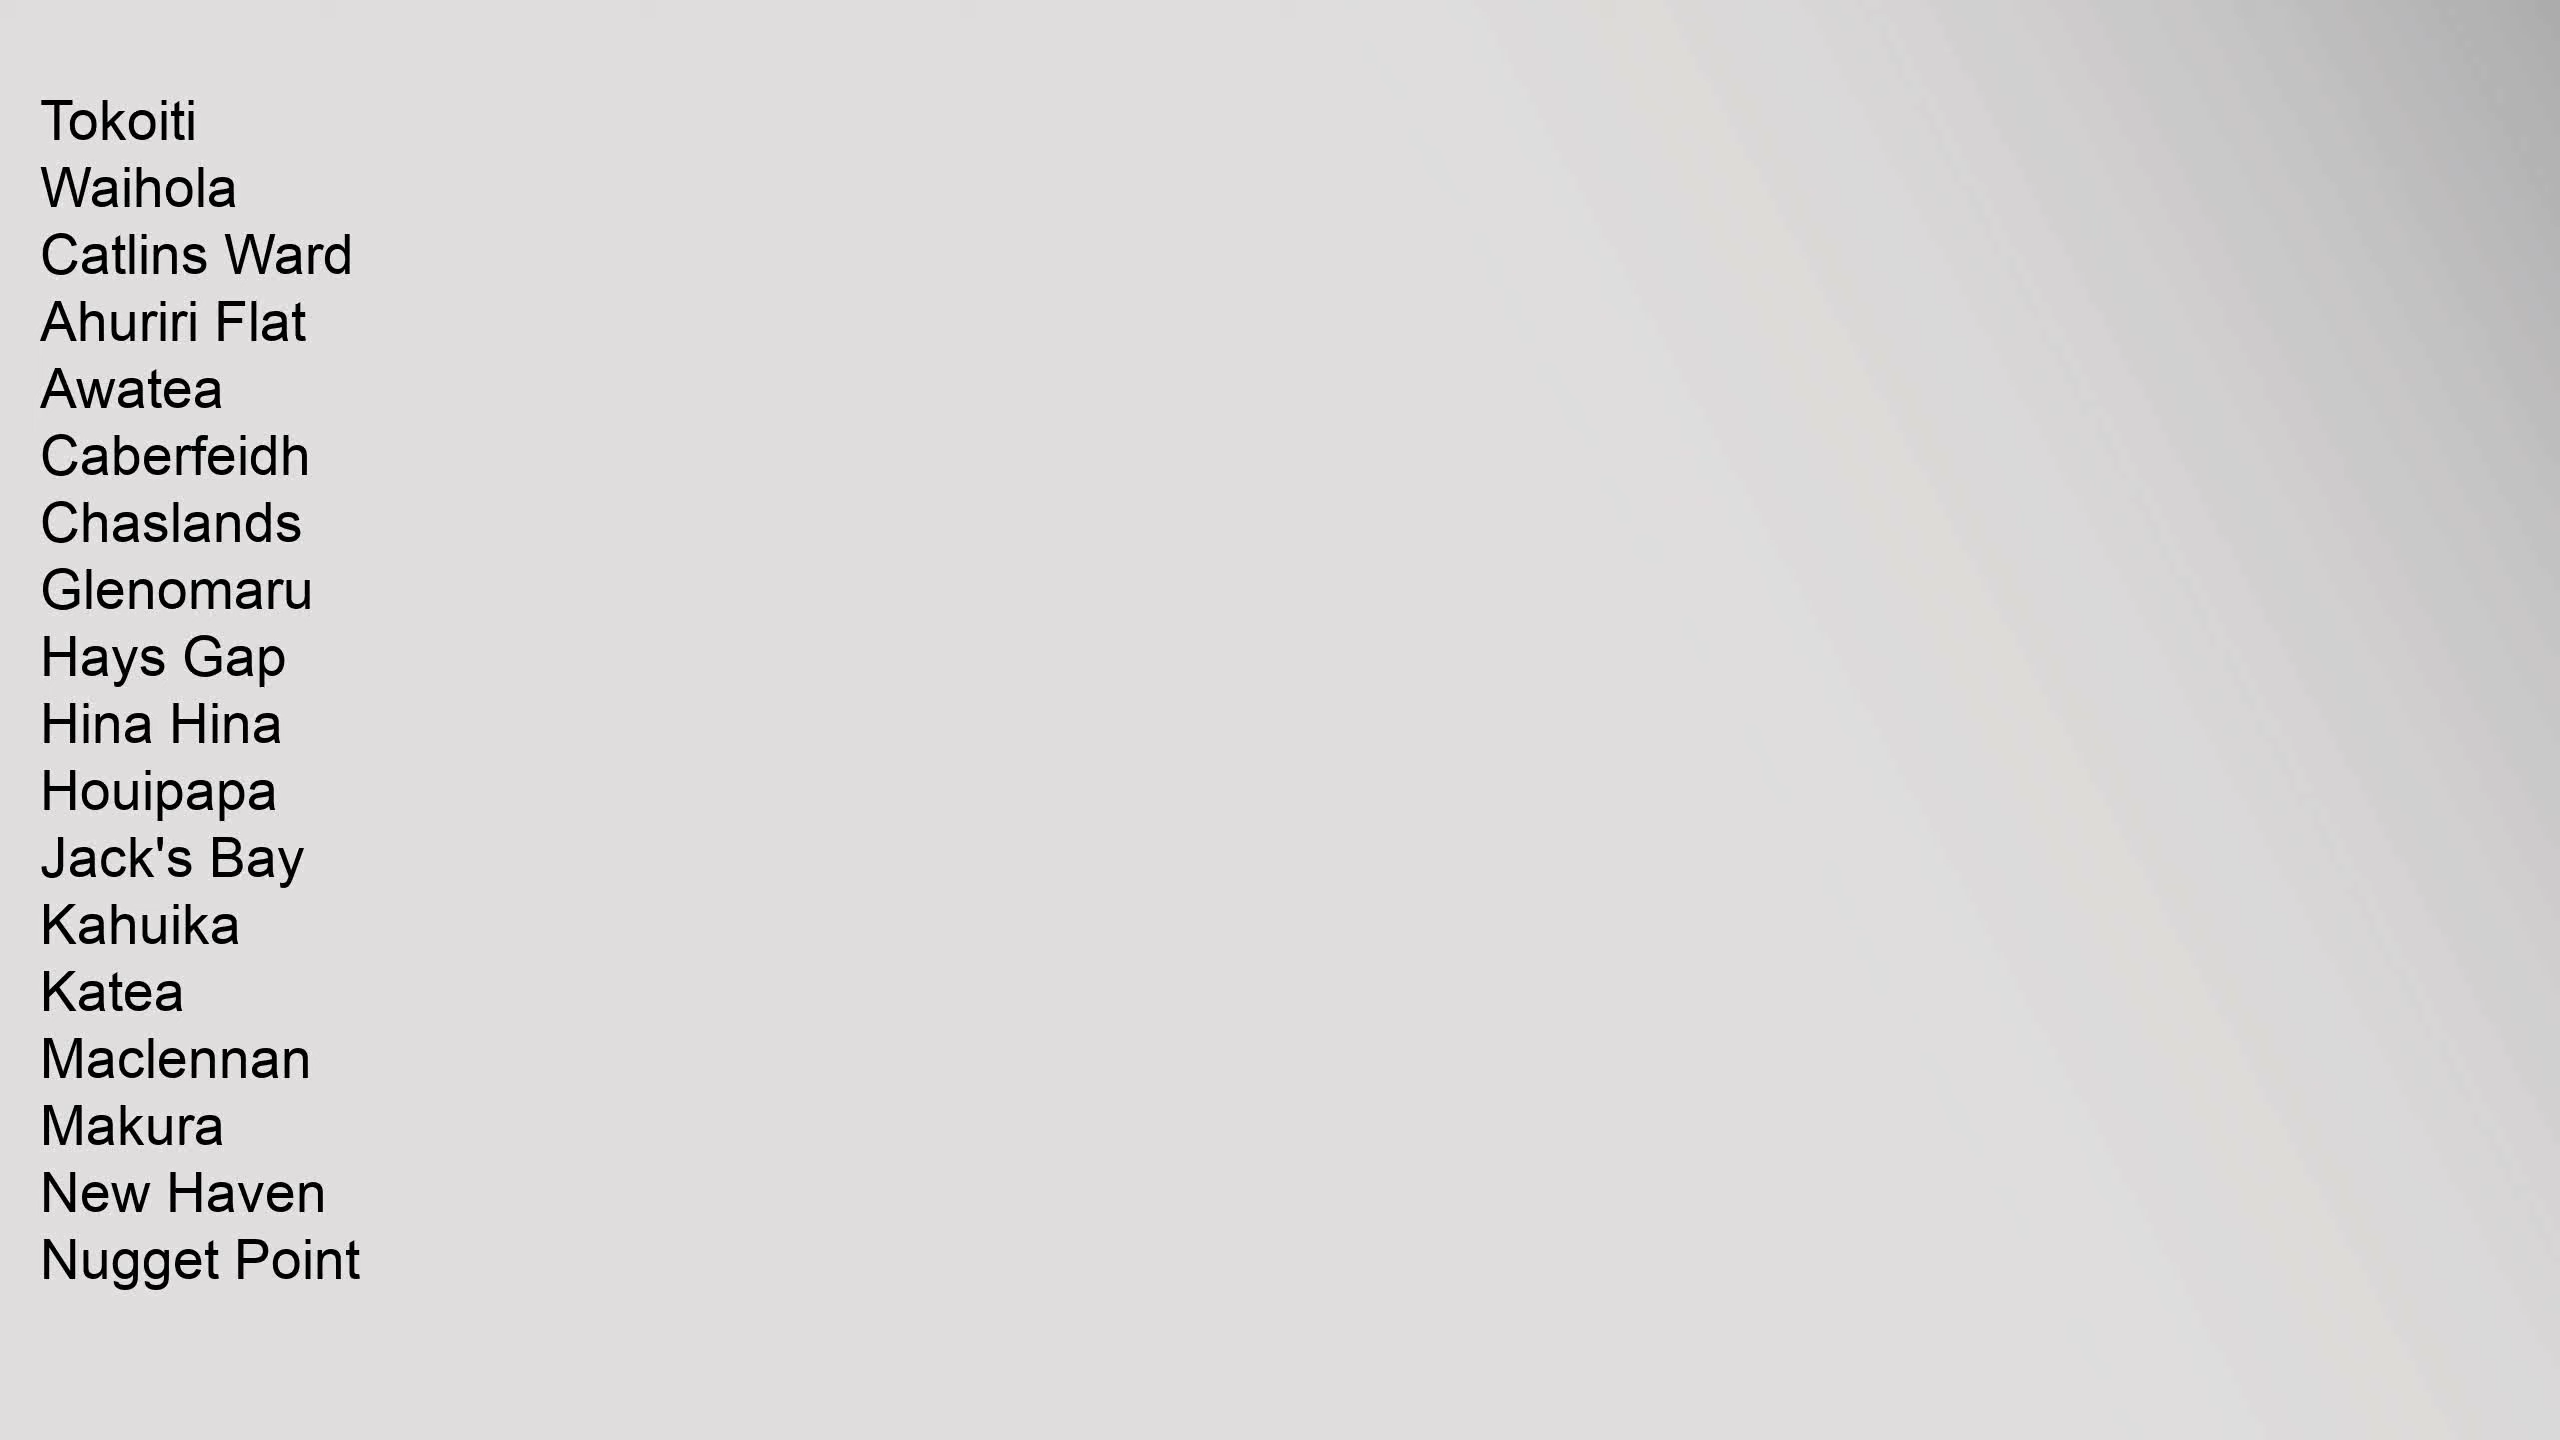 Tokoiti
Waihola
Catlins Ward
Ahuriri Flat
Awatea
Caberfeidh
Chaslands
Glenomaru
Hays Gap
Hina Hina
Houipapa
Jack's Bay
Kahuika
Katea
Maclennan
Makura
New Haven
Nugget Point